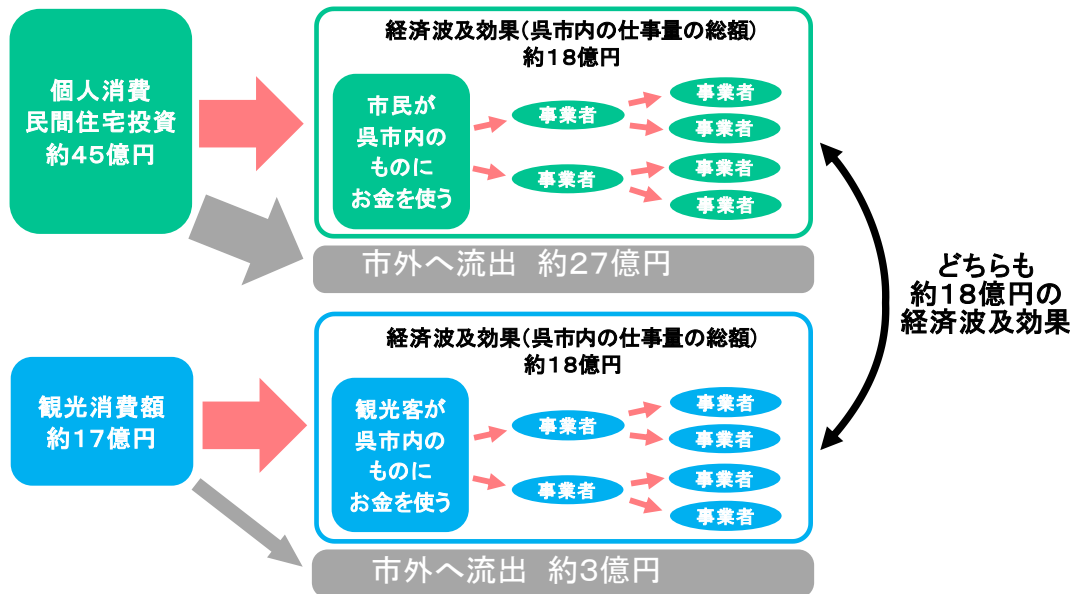 個人消費
民間住宅投資
約45億円
経済波及効果(呉市内の仕事量の総額)
約18億円
市民が
呉市内の
ものに
お金を使う
事業者
事業者
事業者
事業者
事業者
事業者
市外へ流出 約27億円
どちらも
約18億円の
経済波及効果
観光消費額
約17億円
経済波及効果(呉市内の仕事量の総額)
約18億円
観光客が
呉市内の
ものに
お金を使う
事業者
事業者
事業者
事業者
事業者
事業者
市外へ流出 約3億円